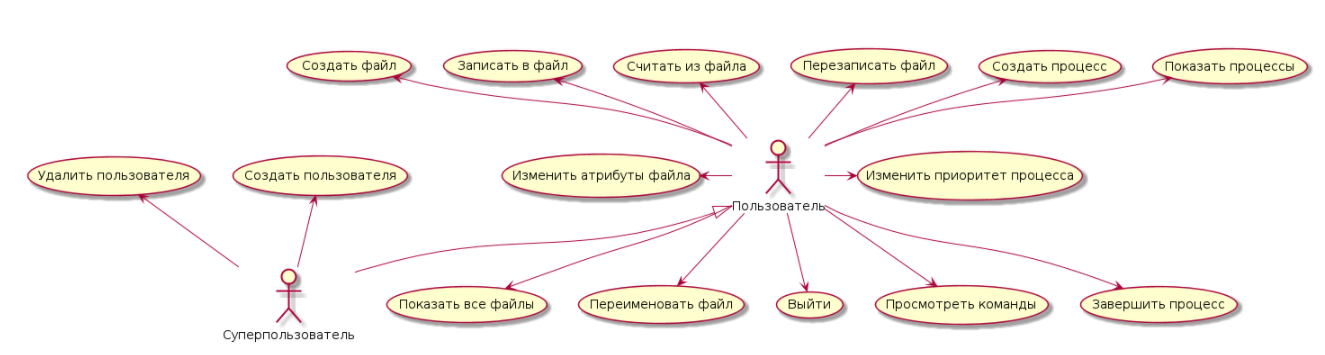 Создать файл
Записать в файл
Считать из файла
Перезаписать файл
Создать процесс
Показать процессы
Удалить пользователя
Создать пользователя
Изменить атрибуты файла
Изменить приоритет процесса
Пользователь
Показать все файлы
Переименовать файл
Выйти
Просмотреть команды
Завершить процесс
Суперпользователь